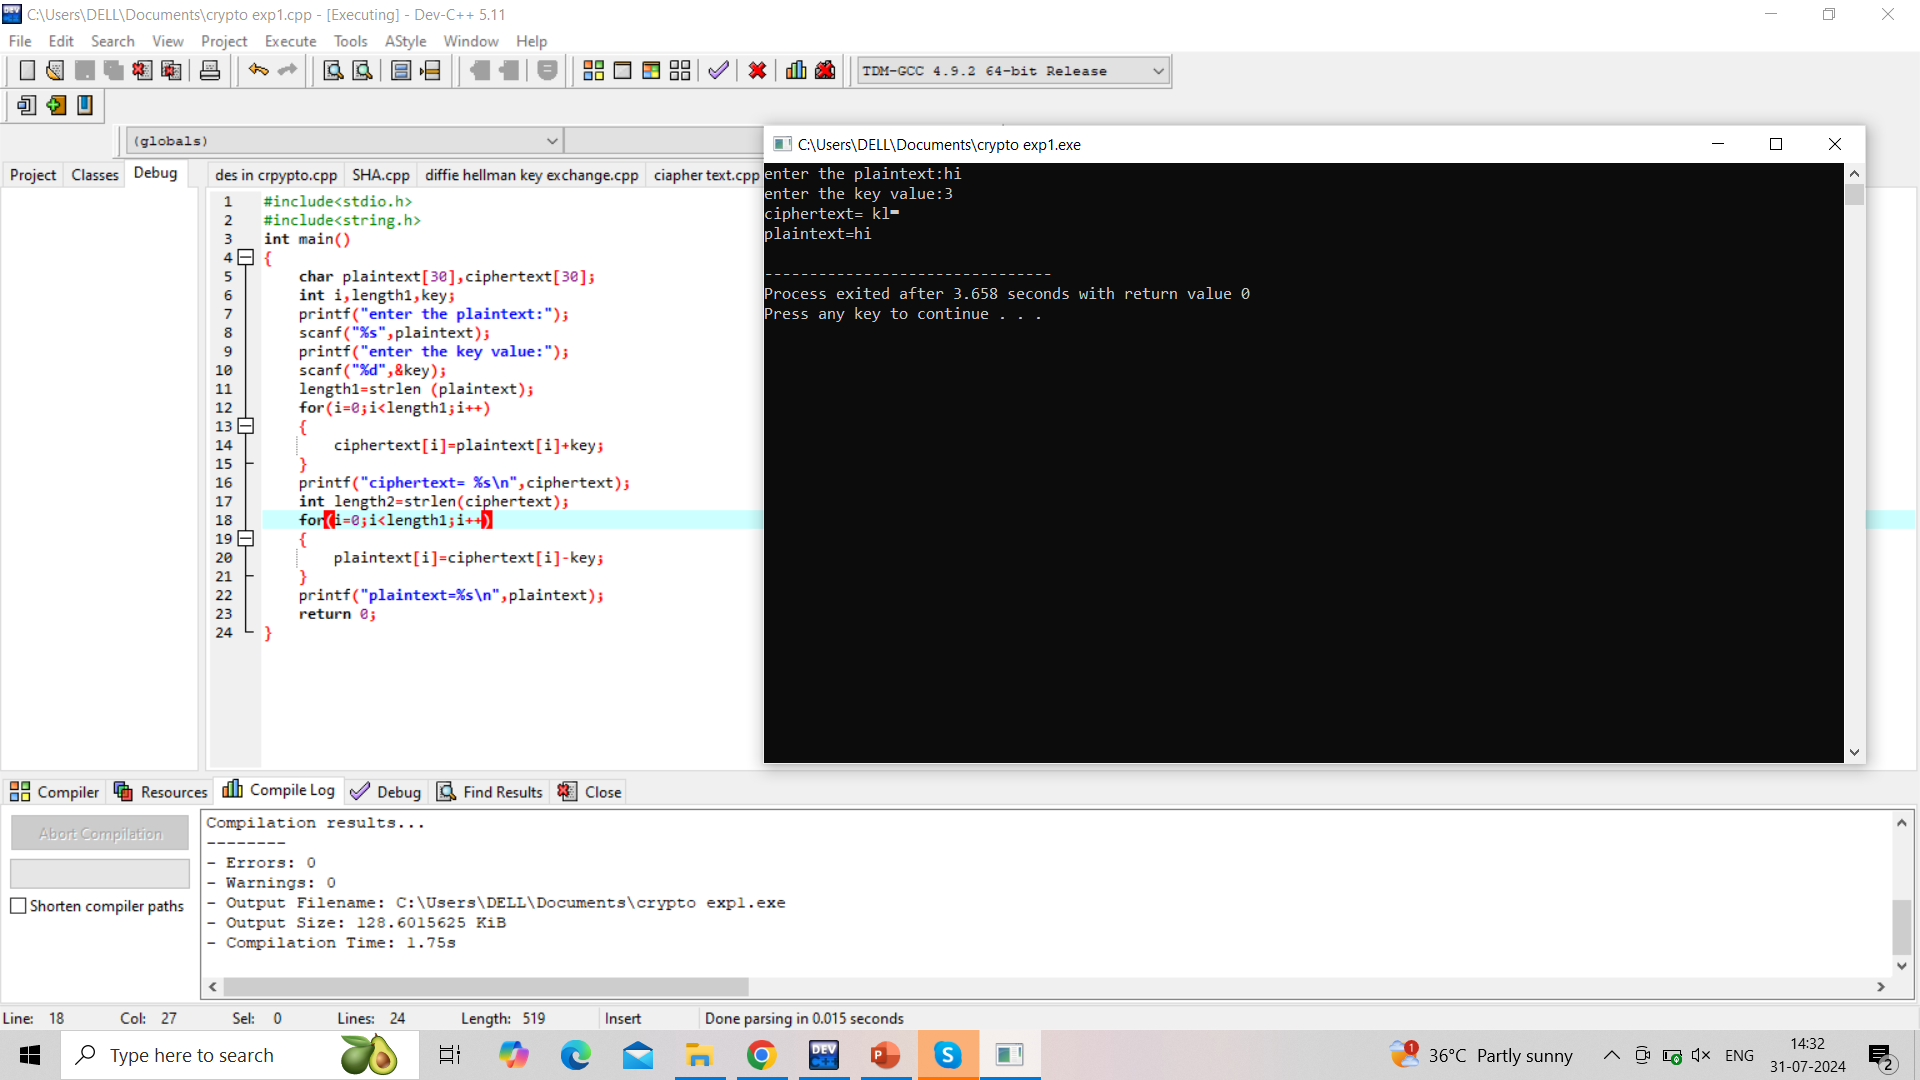 C:\Users\DELL\Documents\crypto exp1.cpp - [Executing] - Dev-C++ 5.11
File Edit Search View Project Execute Tools AStyle Window Help
TDM-GCC 4.9.2 64-bit Release
(globals)
Project Classes Debug
des in crpypto.cpp SHA.cpp diffie hellman key exchange.cpp ciapher text.cpp
1 #include<stdio.h>
2 #include<string.h>
3 int main()
4 {
5 char plaintext[30],ciphertext[30];
6 int i,length1,key;
7 printf("enter the plaintext:");
8 scanf("%s",plaintext);
9 printf("enter the key value:");
10 scanf("%d",&key);
11 length1=strlen (plaintext);
12 for(i=0;i<length1;i++)
13 {
14 ciphertext[i]=plaintext[i]+key;
15 }
16 printf("ciphertext= %s\n",ciphertext);
17 int length2=strlen(ciphertext);
18 for(i=0;i<length1;i++)
19 {
20 plaintext[i]=ciphertext[i]-key;
21 }
22 printf("plaintext=%s\n",plaintext);
23 return 0;
24 }
C:\Users\DELL\Documents\crypto exp1.exe
enter the plaintext:hi
enter the key value:3
ciphertext= kl
plaintext=hi
--------------------------------
Process exited after 3.658 seconds with return value 0
Press any key to continue . . .
Compiler Resources Compile Log Debug Find Results Close
Abort Compilation
Shorten compiler paths
Compilation results...
--------
- Errors: 0
- Warnings: 0
- Output Filename: C:\Users\DELL\Documents\crypto exp1.exe
- Output Size: 128.6015625 KiB
- Compilation Time: 1.75s
Line: 18 Col: 27 Sel: 0 Lines: 24 Length: 519 Insert Done parsing in 0.015 seconds
Type here to search
DEV C++
P
S
1
36°C Partly sunny
ENG
14:32
31-07-2024
2